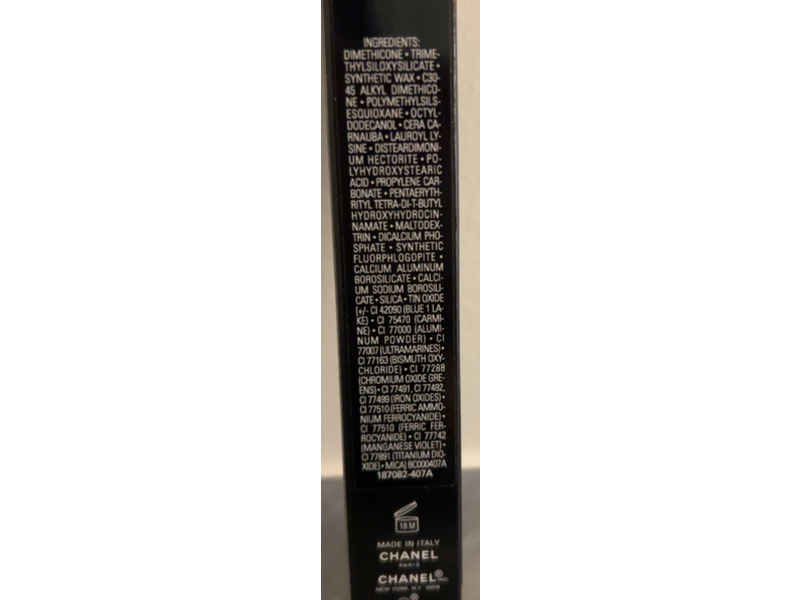 INGREDIENTS:
DIMETHICONE • TRIME-
THYLSILOXYSILICATE •
SYNTHETIC WAX • C30-
45 ALKYL DIMETHICO-
NE • POLYMETHYLSILS-
ESQUIOXANE • OCTYL-
DODECANOL • CERA CA-
RNAUBA • LAUROYL LY-
SINE • DISTEARDIMONI-
UM HECTORITE • PO-
LYHYDROXYSTEARIC
ACID • PROPYLENE CAR-
BONATE • PENTAERYTH-
RITYL TETRA-DI-T-BUTYL
HYDROXYHYDROCIN-
NAMATE • MALTODEX-
TRIN • DICALCIUM PHO-
SPHATE • SYNTHETIC
FLUORPHLOGOPITE •
CALCIUM ALUMINUM
BOROSILICATE • CALCI-
UM SODIUM BOROSILI-
CATE • SILICA • TIN OXIDE
[+/- CI 42090 (BLUE 1 LA-
KE) • CI 75470 (CARMI-
NE) • CI 77000 (ALUMI-
NUM POWDER) • CI
77007 (ULTRAMARINES) •
CI 77163 (BISMUTH OXY-
CHLORIDE) • CI 77288
(CHROMIUM OXIDE GRE-
ENS) • CI 77491, CI 77492,
CI 77499 (IRON OXIDES) •
CI 77510 (FERRIC AMMO-
NIUM FERROCYANIDE) •
CI 77510 (FERRIC FER-
ROCYANIDE) • CI 77742
(MANGANESE VIOLET) •
CI 77891 (TITANIUM DIO-
XIDE) • MICA] BC000407A
187082-407A
18 M
MADE IN ITALY
CHANEL
PARIS
CHANEL® INC.
NEW YORK, N.Y. 10019